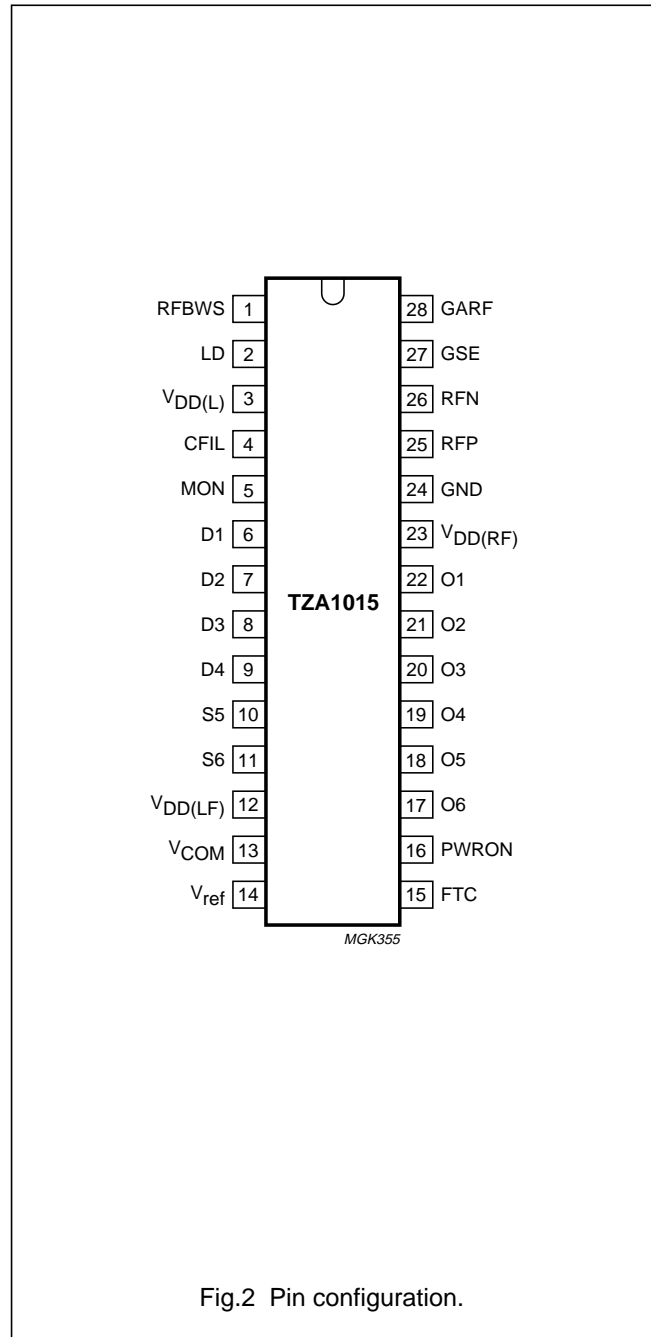 RFBWS 1 28 GARF
LD 2 27 GSE
VDD(L) 3 26 RFN
CFIL 4 25 RFP
MON 5 24 GND
D1 6 23 VDD(RF)
D2 7 22 O1
TZA1015
D3 8 21 O2
D4 9 20 O3
S5 10 19 O4
S6 11 18 O5
VDD(LF) 12 17 O6
VCOM 13 16 PWRON
Vref 14 15 FTC
MGK355
Fig.2 Pin configuration.